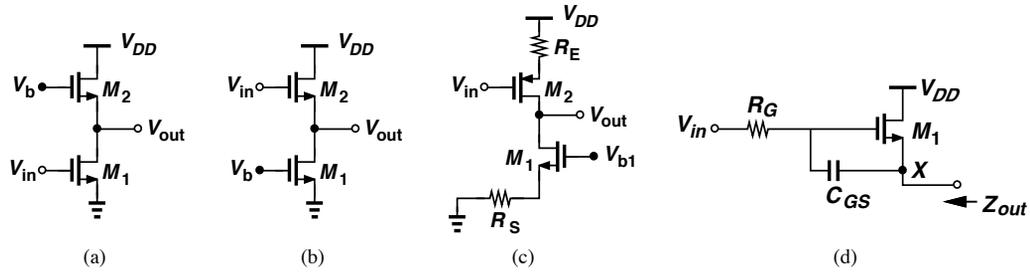 V_DD
V_b
M_2
V_out
V_in
M_1
(a)
V_DD
V_in
M_2
V_out
V_b
M_1
(b)
V_DD
R_E
V_in
M_2
V_out
M_1
V_b1
R_S
(c)
V_DD
V_in
R_G
M_1
C_GS
X
Z_out
(d)